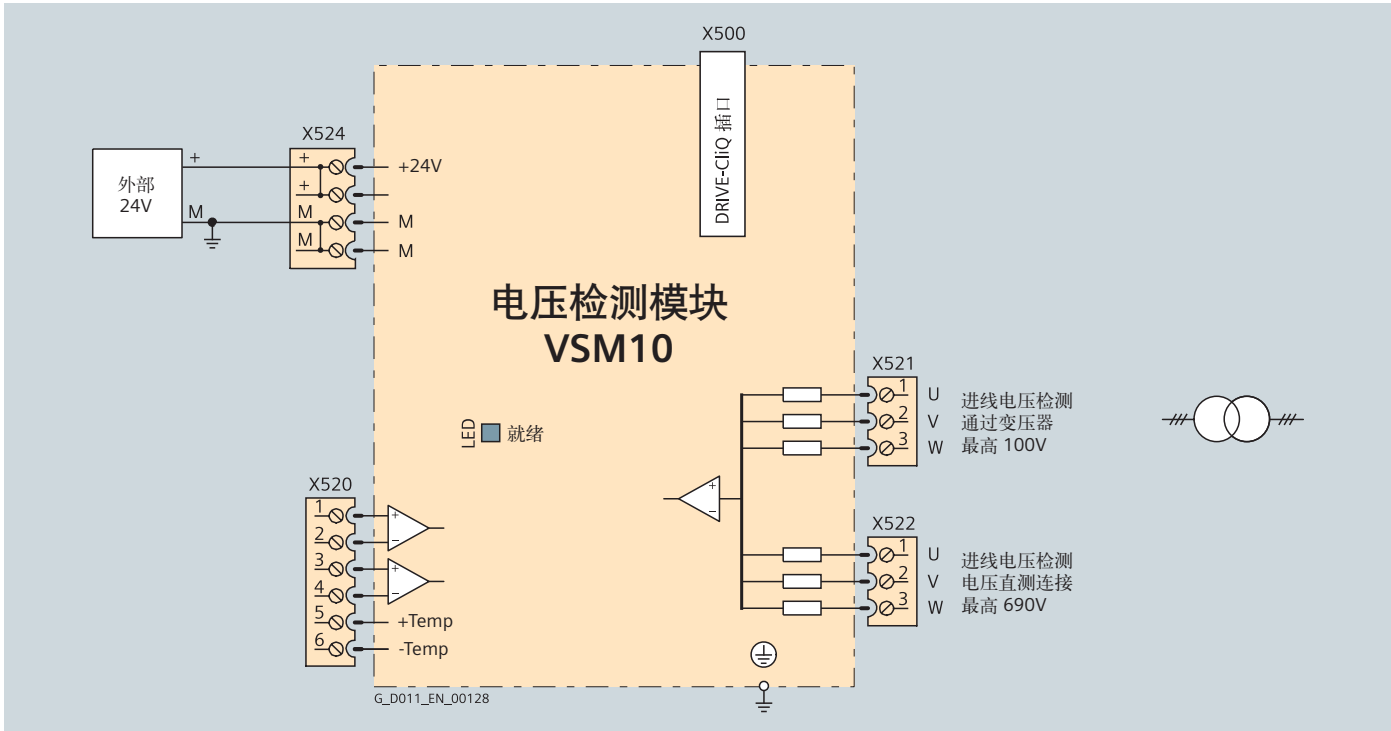 X500
DRIVE-CliQ 插口
X524
外部
24V
+
M
+
+
M
M
+24V
M
M
电压检测模块
VSM10
LED
就绪
X520
1
2
3
4
5
6
+
−
+
−
+Temp
-Temp
+
−
X521
1
2
3
U
V
W
进线电压检测
通过变压器
最高 100V
X522
1
2
3
U
V
W
进线电压检测
电压直测连接
最高 690V
G_D011_EN_00128